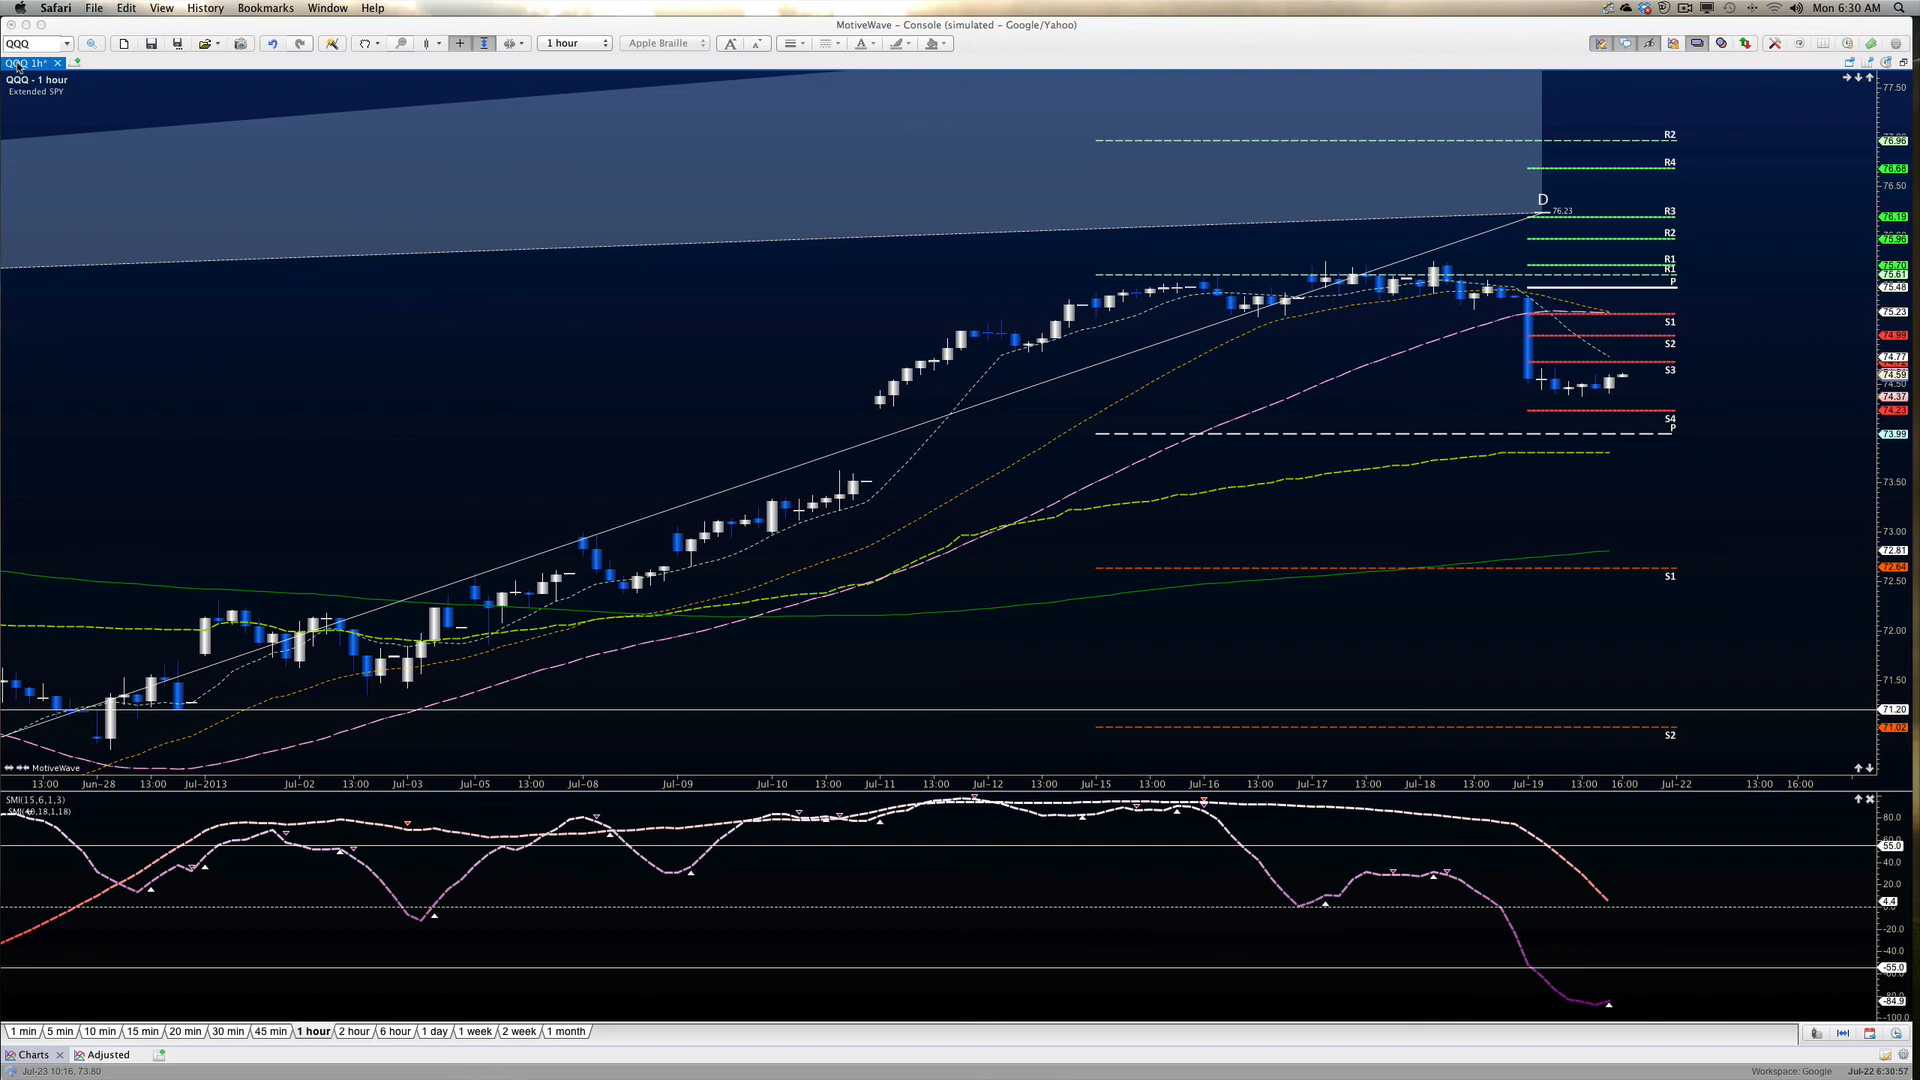 Safari File Edit View History Bookmarks Window Help Mon 6:30 AM
MotiveWave - Console (simulated - Google/Yahoo)
QQQ 1 hour Apple Braille
QQQ 1h*
QQQ - 1 hour
Extended SPY
77.50
R2
76.96
R4
76.68
76.50
D
76.23
R3
76.19
R2
75.96
R1
75.70
R1
75.61
P
75.48
75.23
S1
74.99
S2
74.77
S3
74.59
74.50
74.37
74.23
S4
P
73.99
73.50
73.00
72.81
72.64
S1
72.50
72.00
71.50
71.20
71.02
S2
MotiveWave
13:00 Jun-28 13:00 Jul-2013 Jul-02 13:00 Jul-03 Jul-05 13:00 Jul-08 Jul-09 13:00 Jul-10 13:00 Jul-11 13:00 Jul-12 13:00 Jul-15 13:00 Jul-16 13:00 Jul-17 13:00 Jul-18 13:00 Jul-19 13:00 16:00 Jul-22 13:00 16:00
SMI(15,6,1,3)
80.0
55.0
40.0
20.0
4.4
-20.0
-40.0
-55.0
-84.9
-100.0
1 min 5 min 10 min 15 min 20 min 30 min 45 min 1 hour 2 hour 6 hour 1 day 1 week 2 week 1 month
Charts Adjusted
Jul-23 10:16, 73.80 Workspace: Google Jul-22 6:30:57